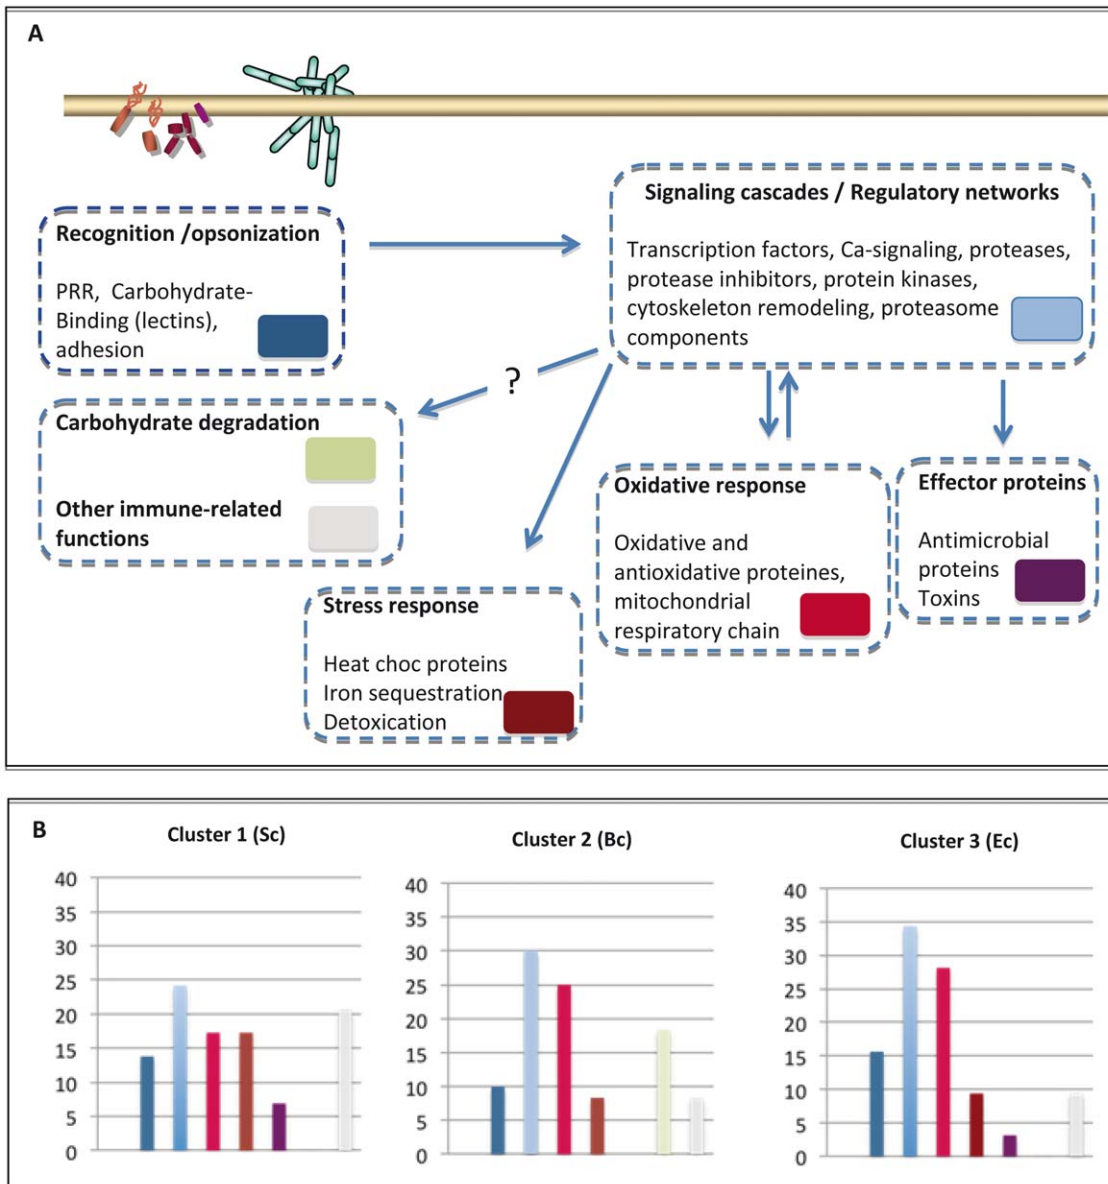 A
Recognition /opsonization
PRR, Carbohydrate-
Binding (lectins),
adhesion
Signaling cascades / Regulatory networks
Transcription factors, Ca-signaling, proteases,
protease inhibitors, protein kinases,
cytoskeleton remodeling, proteasome
components
?
Carbohydrate degradation
Other immune-related
functions
Stress response
Heat choc proteins
Iron sequestration
Detoxication
Oxidative response
Oxidative and
antioxidative proteines,
mitochondrial
respiratory chain
Effector proteins
Antimicrobial
proteins
Toxins
B
Cluster 1 (Sc)
40
35
30
25
20
15
10
5
0
Cluster 2 (Bc)
40
35
30
25
20
15
10
5
0
Cluster 3 (Ec)
40
35
30
25
20
15
10
5
0